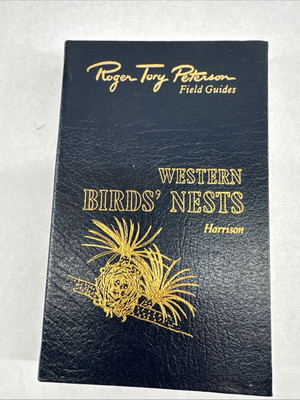 Roger Tory Peterson
Field Guides
WESTERN
BIRDS' NESTS
Harrison